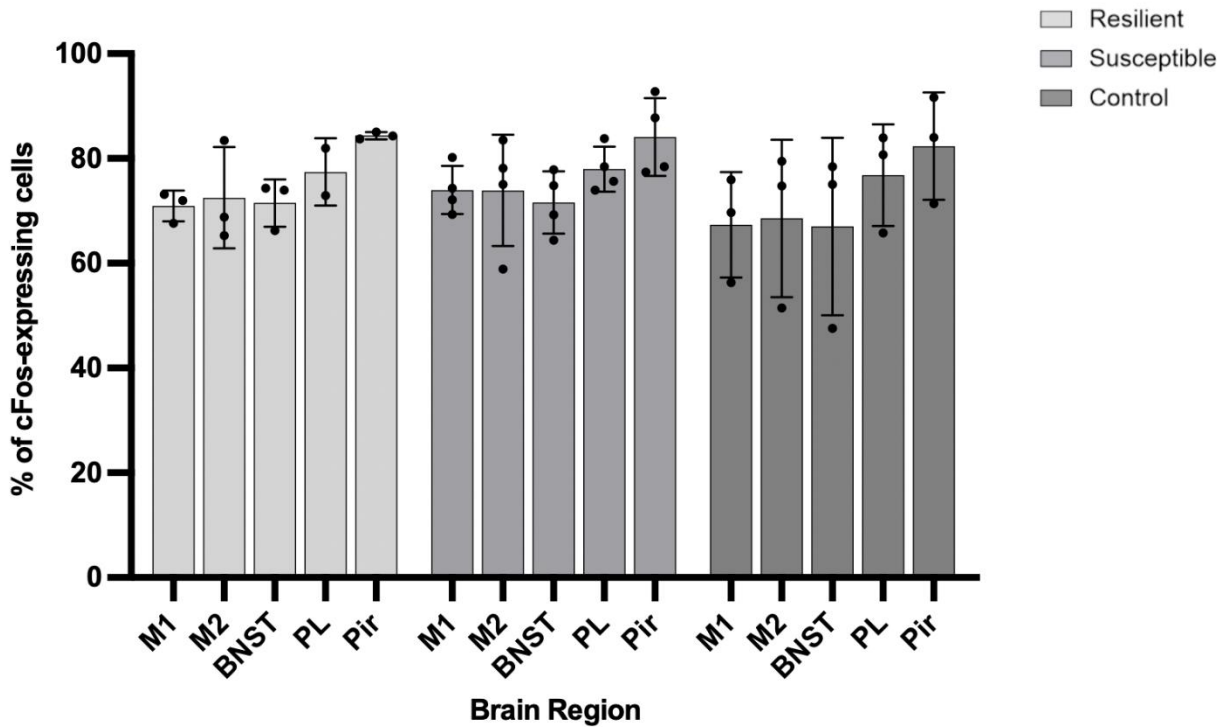 Resilient
Susceptible
Control
% of cFos-expressing cells
100
80
60
40
20
0
M1 M2 BNST PL Pir M1 M2 BNST PL Pir M1 M2 BNST PL Pir
Brain Region